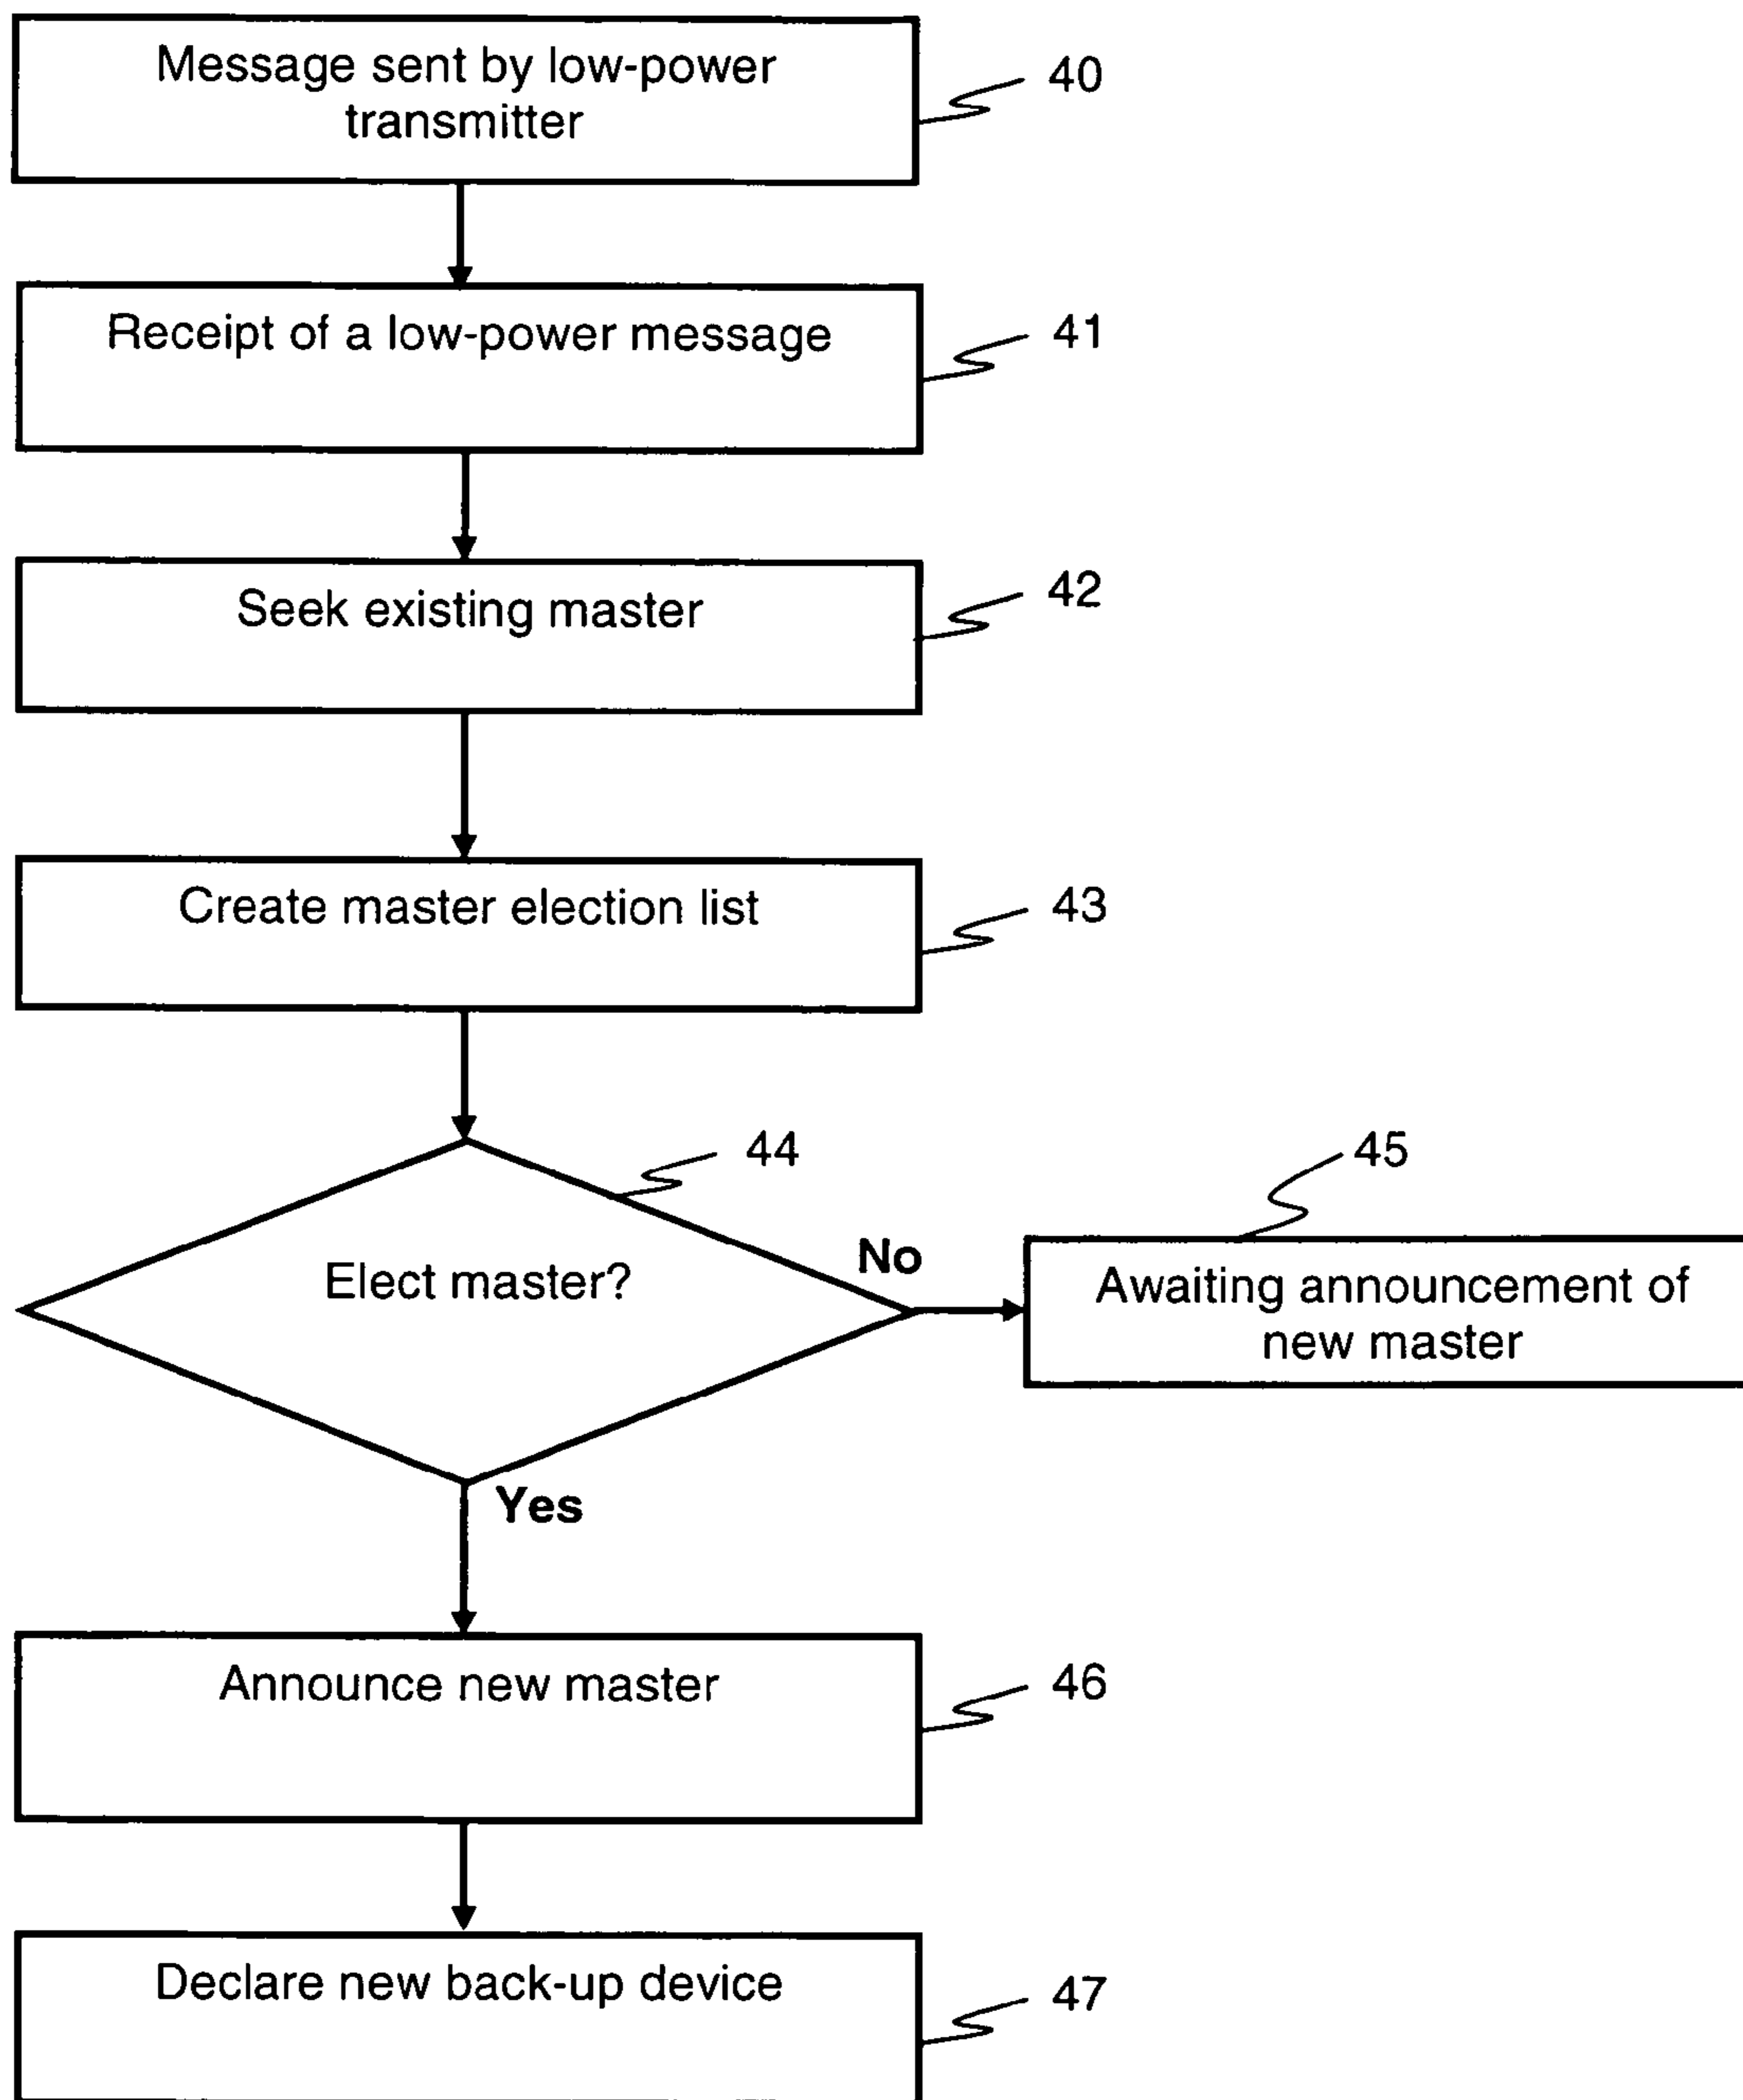 Message sent by low-power
transmitter
40
Receipt of a low-power message
41
Seek existing master
42
Create master election list
43
44
Elect master?
No
45
Awaiting announcement of
new master
Yes
Announce new master
46
Declare new back-up device
47